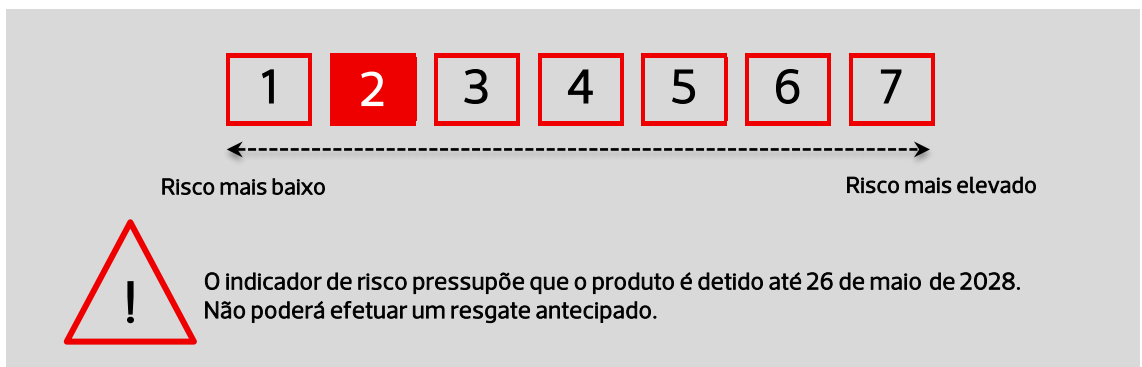 1 2 3 4 5 6 7
Risco mais baixo Risco mais elevado
!
O indicador de risco pressupõe que o produto é detido até 26 de maio de 2028.
Não poderá efetuar um resgate antecipado.